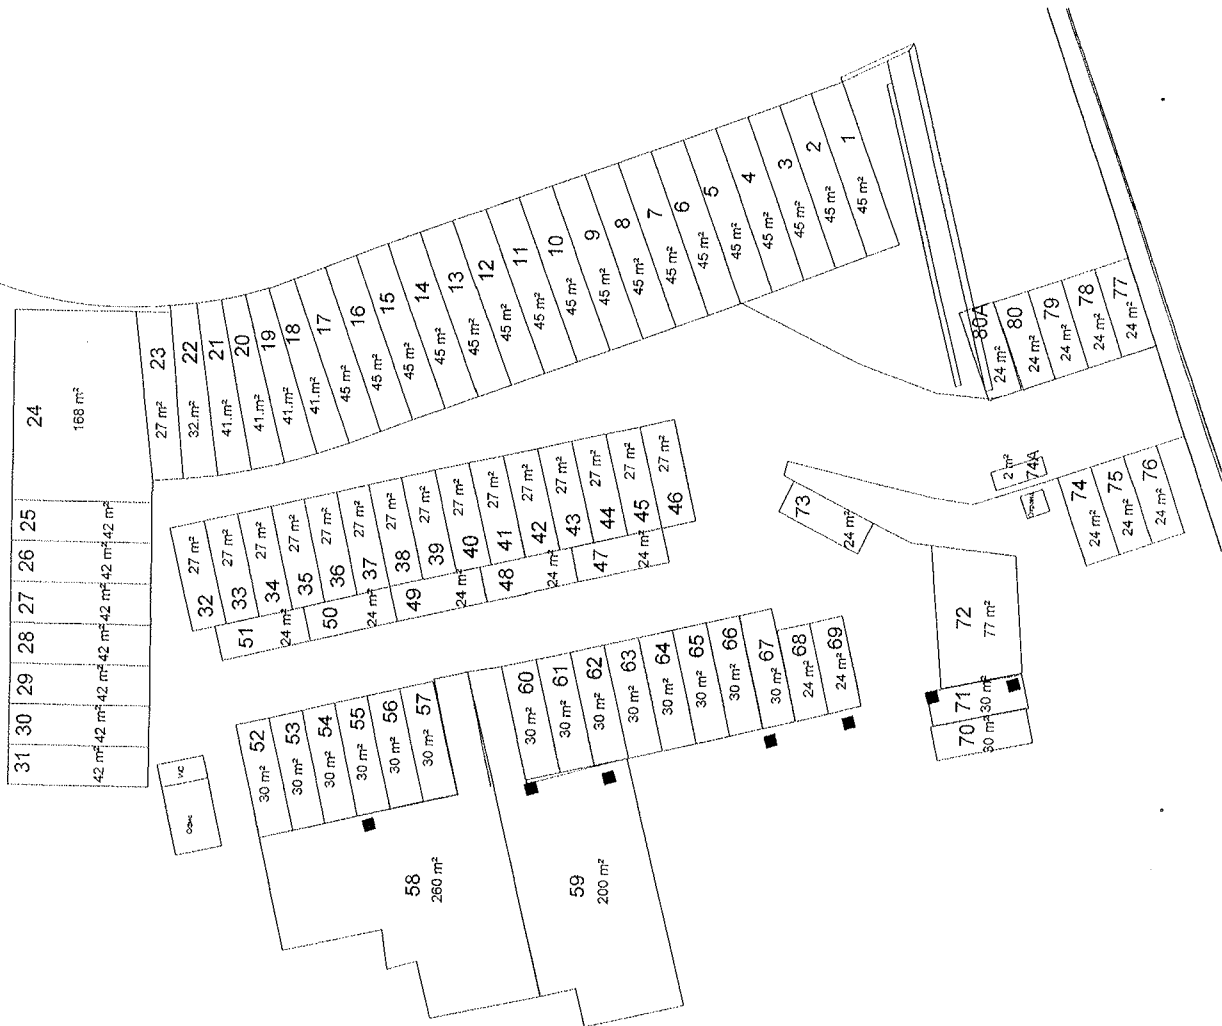 1
45 m²
2
45 m²
3
45 m²
4
45 m²
5
45 m²
6
45 m²
7
45 m²
8
45 m²
9
45 m²
10
45 m²
11
45 m²
12
45 m²
13
45 m²
14
45 m²
15
45 m²
16
45 m²
17
45 m²
18
41.m²
19
41.m²
20
41.m²
21
41.m²
22
32.m²
23
27 m²
24
168 m²
25
42 m²
26
42 m²
27
42 m²
28
42 m²
29
42 m²
30
42 m²
31
42 m²
32
27 m²
33
27 m²
34
27 m²
35
27 m²
36
27 m²
37
27 m²
38
27 m²
39
27 m²
40
27 m²
41
27 m²
42
27 m²
43
27 m²
44
27 m²
45
27 m²
46
27 m²
47
24 m²
48
24 m²
49
24 m²
50
24 m²
51
24 m²
52
30 m²
53
30 m²
54
30 m²
55
30 m²
56
30 m²
57
30 m²
58
260 m²
59
200 m²
60
30 m²
61
30 m²
62
30 m²
63
30 m²
64
30 m²
65
30 m²
66
30 m²
67
30 m²
68
24 m²
69
24 m²
70
30 m²
71
30 m²
72
77 m²
73
24 m²
74
24 m²
74A
2 m²
75
24 m²
76
24 m²
77
24 m²
78
24 m²
79
24 m²
80
24 m²
80A
24 m²